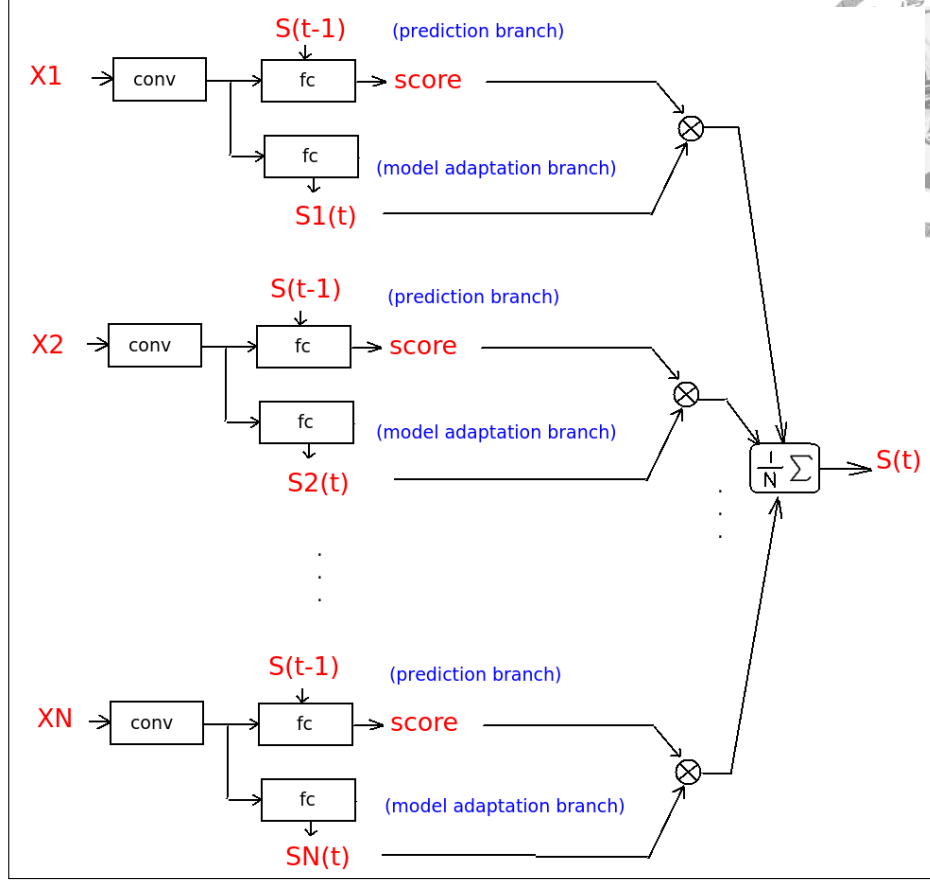 S(t-1) (prediction branch)
X1 conv fc score
fc
(model adaptation branch)
S1(t)
S(t-1) (prediction branch)
X2 conv fc score
fc
(model adaptation branch)
S2(t)
1/N ∑ S(t)
S(t-1) (prediction branch)
XN conv fc score
fc
(model adaptation branch)
SN(t)